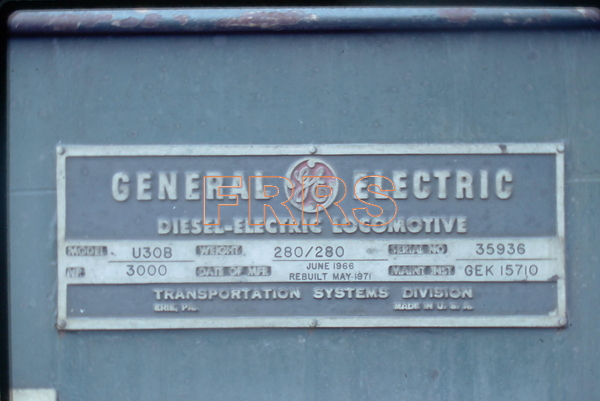 GENERAL GE ELECTRIC
FRRS
DIESEL-ELECTRIC LOCOMOTIVE
MODEL U30B WEIGHT 280/280 SERIAL NO 35936
HP. 3000 DATE OF MFR. JUNE 1966 REBUILT MAY-1971 MAINT. INST. GEK 15710
TRANSPORTATION SYSTEMS DIVISION
ERIE, PA. MADE IN U. S. A.